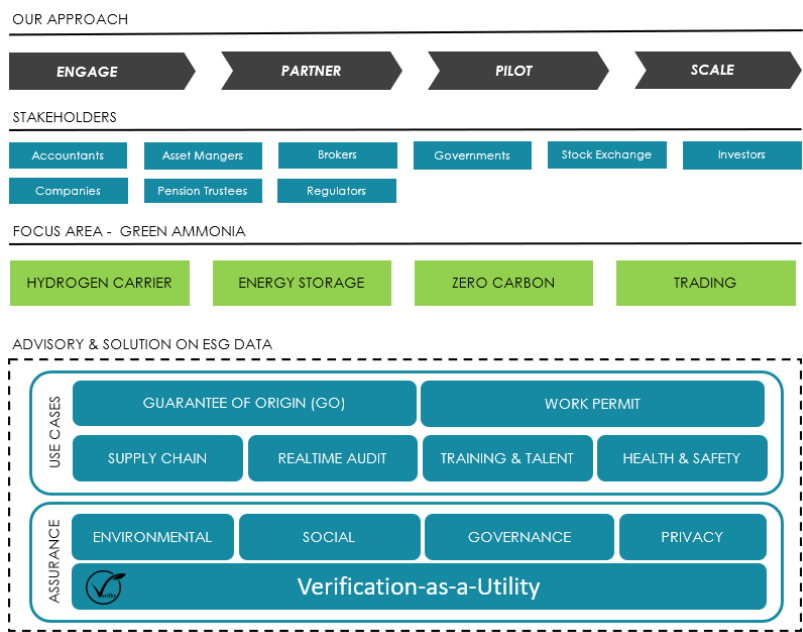 OUR APPROACH
ENGAGE PARTNER PILOT SCALE
STAKEHOLDERS
Accountants Asset Mangers Brokers Governments Stock Exchange Investors
Companies Pension Trustees Regulators
FOCUS AREA - GREEN AMMONIA
HYDROGEN CARRIER ENERGY STORAGE ZERO CARBON TRADING
ADVISORY & SOLUTION ON ESG DATA
USE CASES
GUARANTEE OF ORIGIN (GO) WORK PERMIT
SUPPLY CHAIN REALTIME AUDIT TRAINING & TALENT HEALTH & SAFETY
ASSURANCE
ENVIRONMENTAL SOCIAL GOVERNANCE PRIVACY
Verification-as-a-Utility